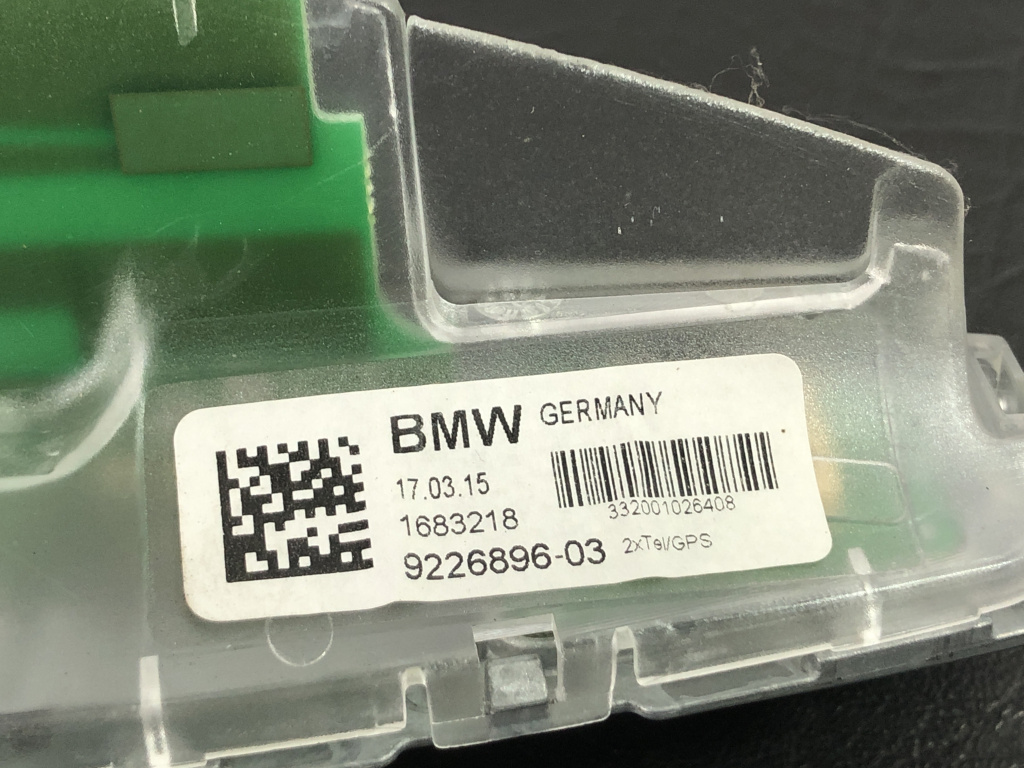 BMW GERMANY
17.03.15
1683218
332001026408
9226896-03 2xTel/GPS